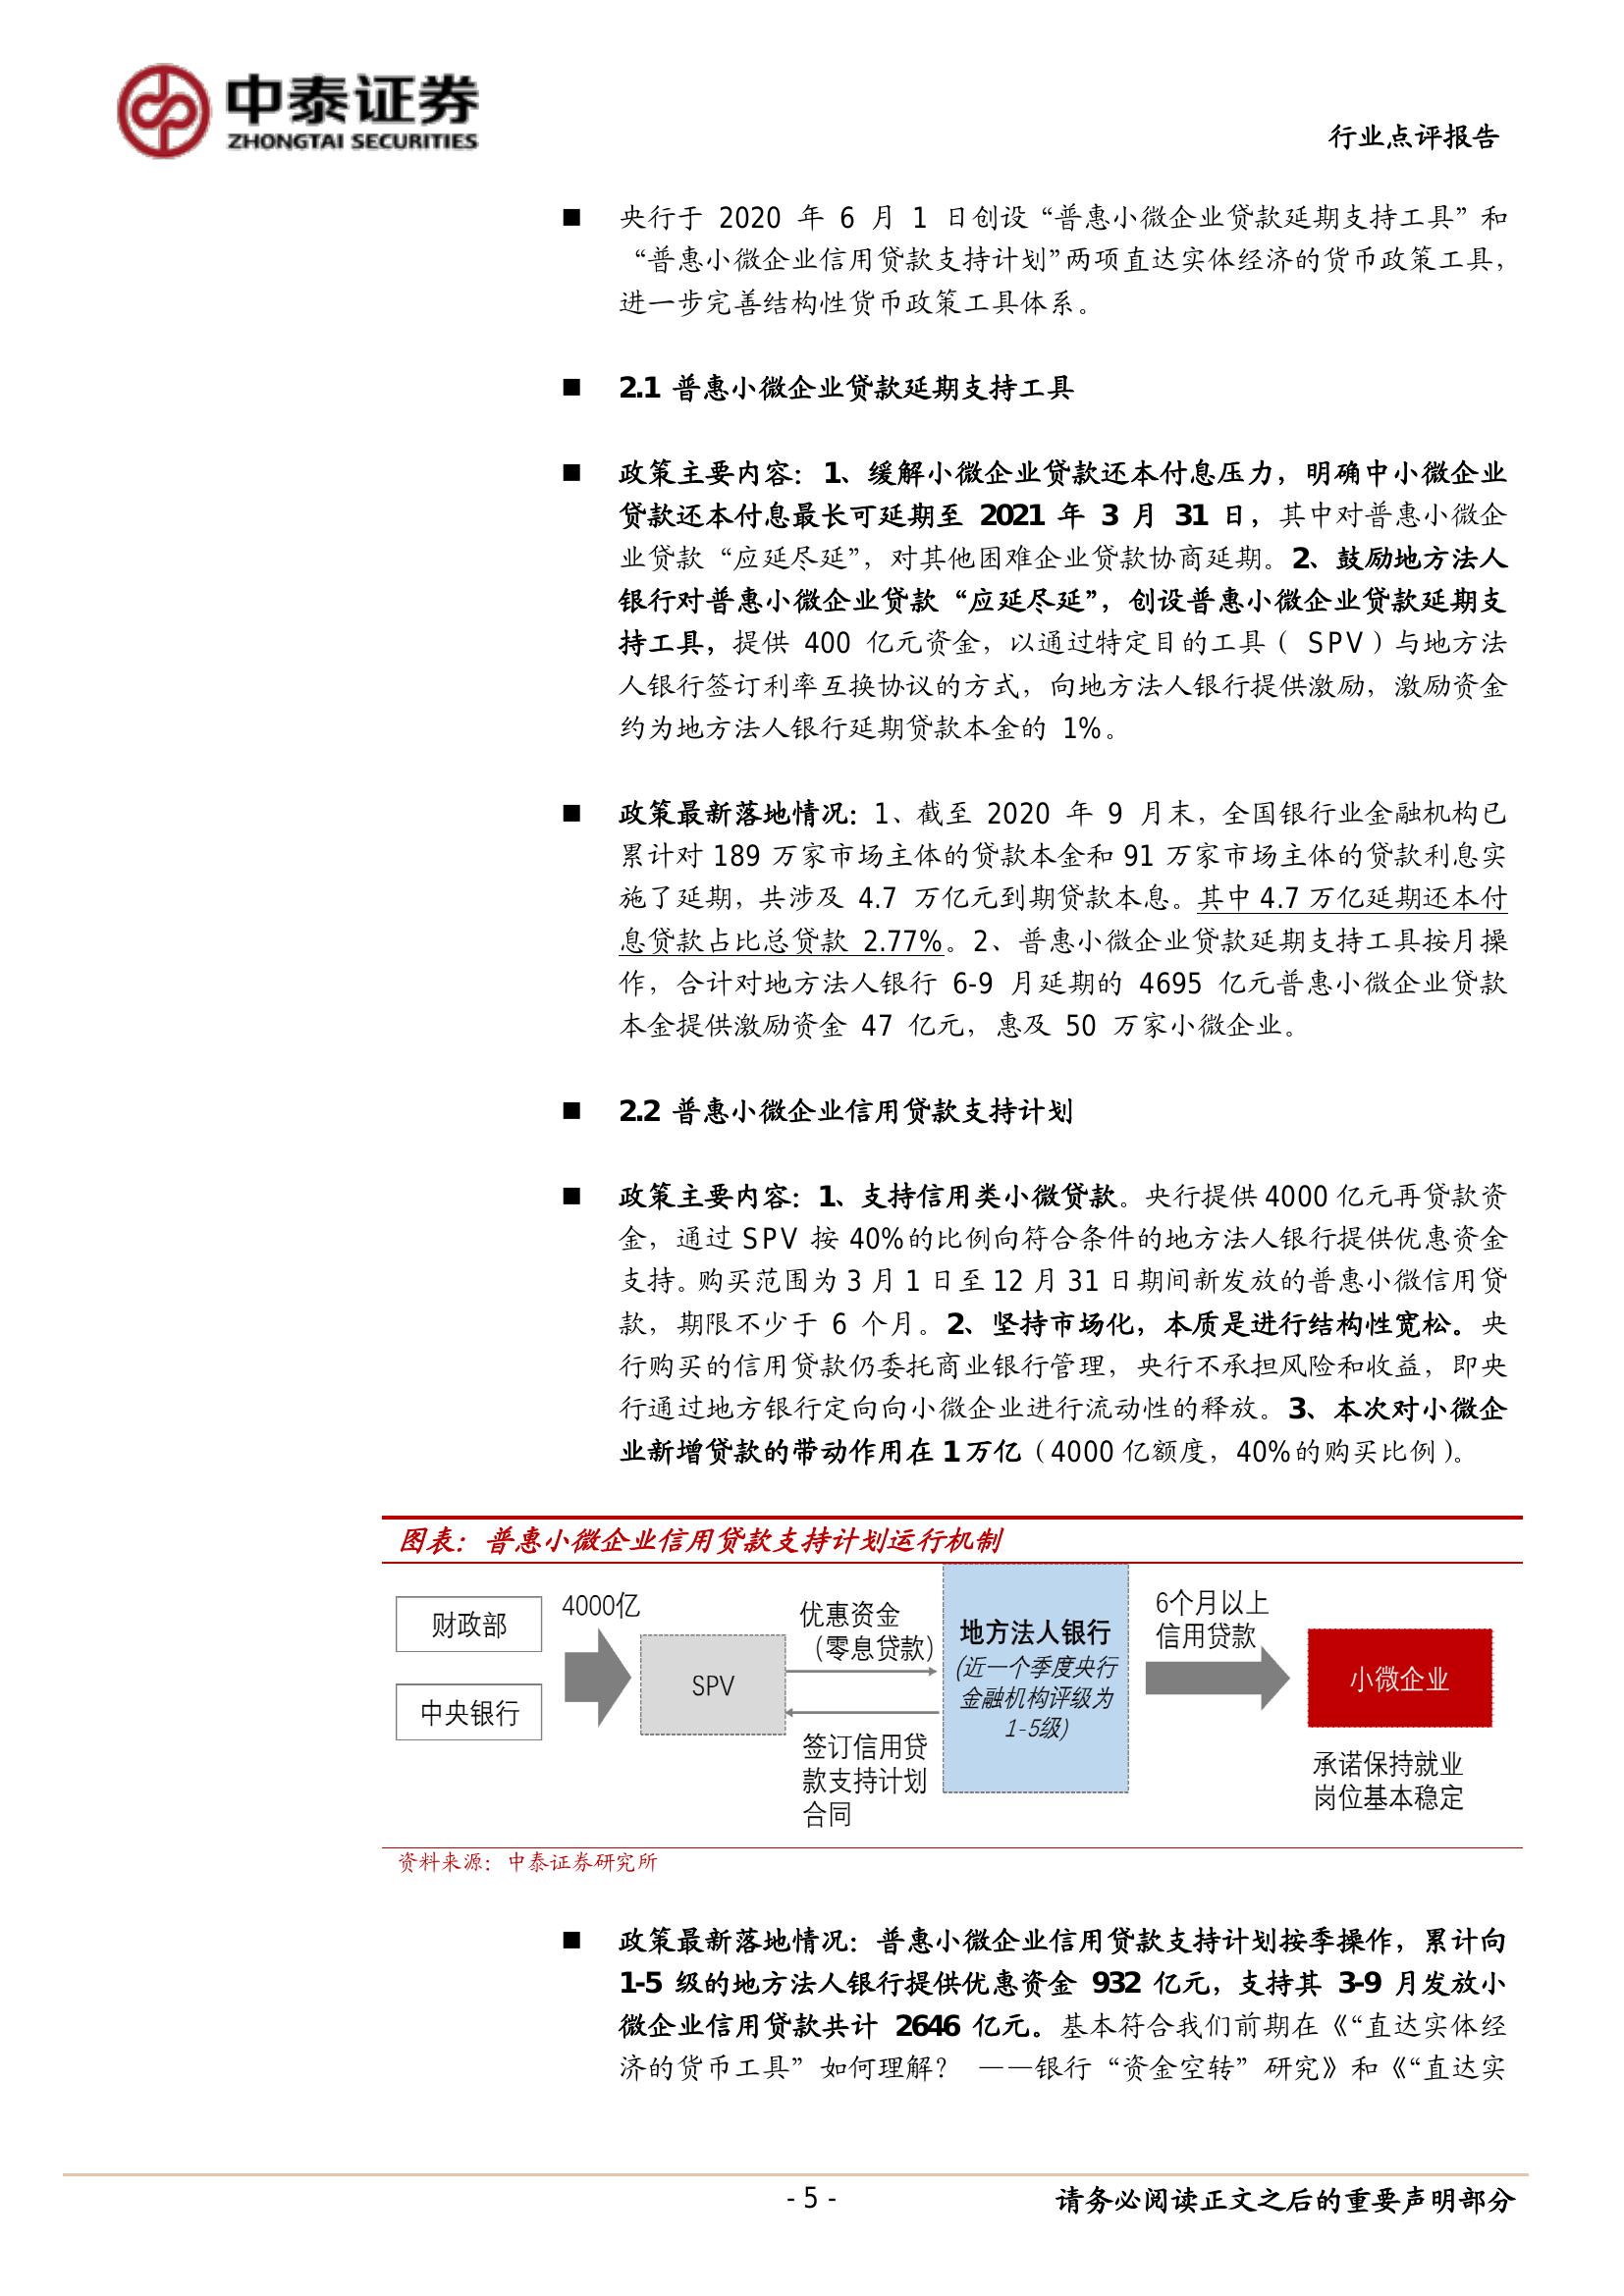 中泰证券
ZHONGTAI SECURITIES
行业点评报告
■ 央行于 2020 年 6 月 1 日创设“普惠小微企业贷款延期支持工具”和
“普惠小微企业信用贷款支持计划”两项直达实体经济的货币政策工具，
进一步完善结构性货币政策工具体系。
■ 2.1 普惠小微企业贷款延期支持工具
■ 政策主要内容：1、缓解小微企业贷款还本付息压力，明确中小微企业
贷款还本付息最长可延期至 2021 年 3 月 31 日，其中对普惠小微企
业贷款“应延尽延”，对其他困难企业贷款协商延期。2、鼓励地方法人
银行对普惠小微企业贷款“应延尽延”，创设普惠小微企业贷款延期支
持工具，提供 400 亿元资金，以通过特定目的工具（ SPV）与地方法
人银行签订利率互换协议的方式，向地方法人银行提供激励，激励资金
约为地方法人银行延期贷款本金的 1%。
■ 政策最新落地情况：1、截至 2020 年 9 月末，全国银行业金融机构已
累计对 189 万家市场主体的贷款本金和 91 万家市场主体的贷款利息实
施了延期，共涉及 4.7 万亿元到期贷款本息。其中 4.7 万亿延期还本付
息贷款占比总贷款 2.77%。2、普惠小微企业贷款延期支持工具按月操
作，合计对地方法人银行 6-9 月延期的 4695 亿元普惠小微企业贷款
本金提供激励资金 47 亿元，惠及 50 万家小微企业。
■ 2.2 普惠小微企业信用贷款支持计划
■ 政策主要内容：1、支持信用类小微贷款。央行提供 4000 亿元再贷款资
金，通过 SPV 按 40%的比例向符合条件的地方法人银行提供优惠资金
支持。购买范围为 3 月 1 日至 12 月 31 日期间新发放的普惠小微信用贷
款，期限不少于 6 个月。2、坚持市场化，本质是进行结构性宽松。央
行购买的信用贷款仍委托商业银行管理，央行不承担风险和收益，即央
行通过地方银行定向向小微企业进行流动性的释放。3、本次对小微企
业新增贷款的带动作用在 1 万亿（4000 亿额度，40%的购买比例）。
图表：普惠小微企业信用贷款支持计划运行机制
财政部
中央银行
4000亿
SPV
优惠资金
（零息贷款）
签订信用贷
款支持计划
合同
地方法人银行
(近一个季度央行
金融机构评级为
1-5级)
6个月以上
信用贷款
小微企业
承诺保持就业
岗位基本稳定
资料来源：中泰证券研究所
■ 政策最新落地情况：普惠小微企业信用贷款支持计划按季操作，累计向
1-5 级的地方法人银行提供优惠资金 932 亿元，支持其 3-9 月发放小
微企业信用贷款共计 2646 亿元。基本符合我们前期在《“直达实体经
济的货币工具”如何理解？ ——银行“资金空转”研究》和《“直达实
- 5 -
请务必阅读正文之后的重要声明部分